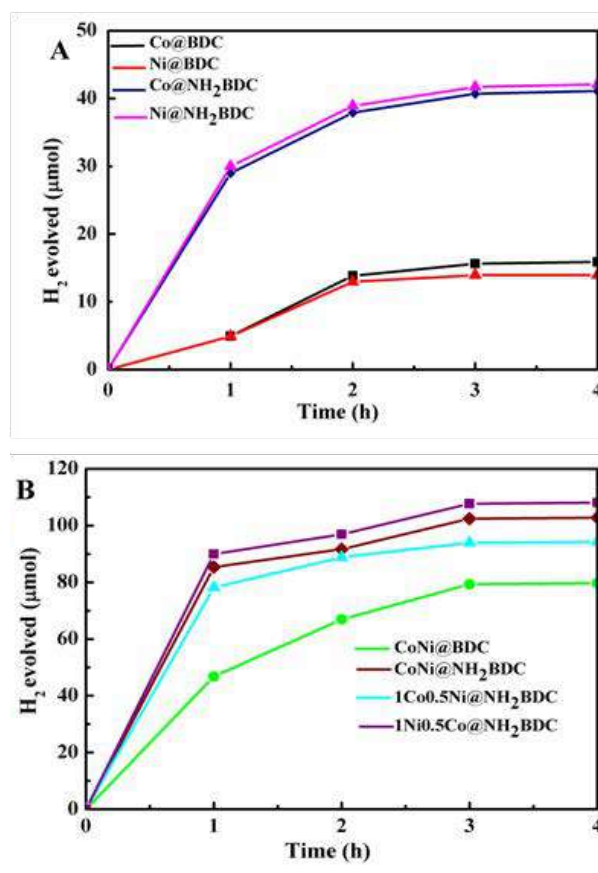 A
Co@BDC
Ni@BDC
Co@NH₂BDC
Ni@NH₂BDC
H₂ evolved (μmol)
50
40
30
20
10
0
0 1 2 3 4
Time (h)
B
CoNi@BDC
CoNi@NH₂BDC
1Co0.5Ni@NH₂BDC
1Ni0.5Co@NH₂BDC
H₂ evolved (μmol)
120
100
80
60
40
20
0
0 1 2 3 4
Time (h)